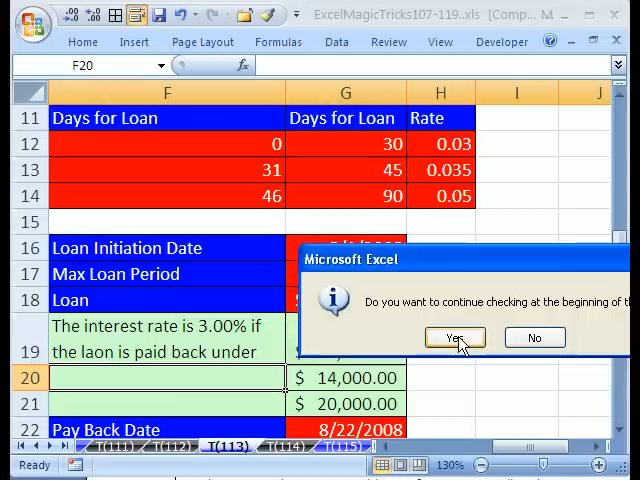 ExcelMagicTricks107-119..xls [Comp... M
Home Insert Page Layout Formulas Data Review View Developer
F20 fx
F G H I J
11 Days for Loan Days for Loan Rate
12 0 30 0.03
13 31 45 0.035
14 46 90 0.05
15
16 Loan Initiation Date
17 Max Loan Period
18 Loan $
Microsoft Excel
Do you want to continue checking at the beginning of th
Yes No
19 The interest rate is 3.00% if
the laon is paid back under
20 $ 14,000.00
21 $ 20,000.00
22 Pay Back Date 8/22/2008
T(111) T(112) T(113) T(114) T(115)
Ready 130%